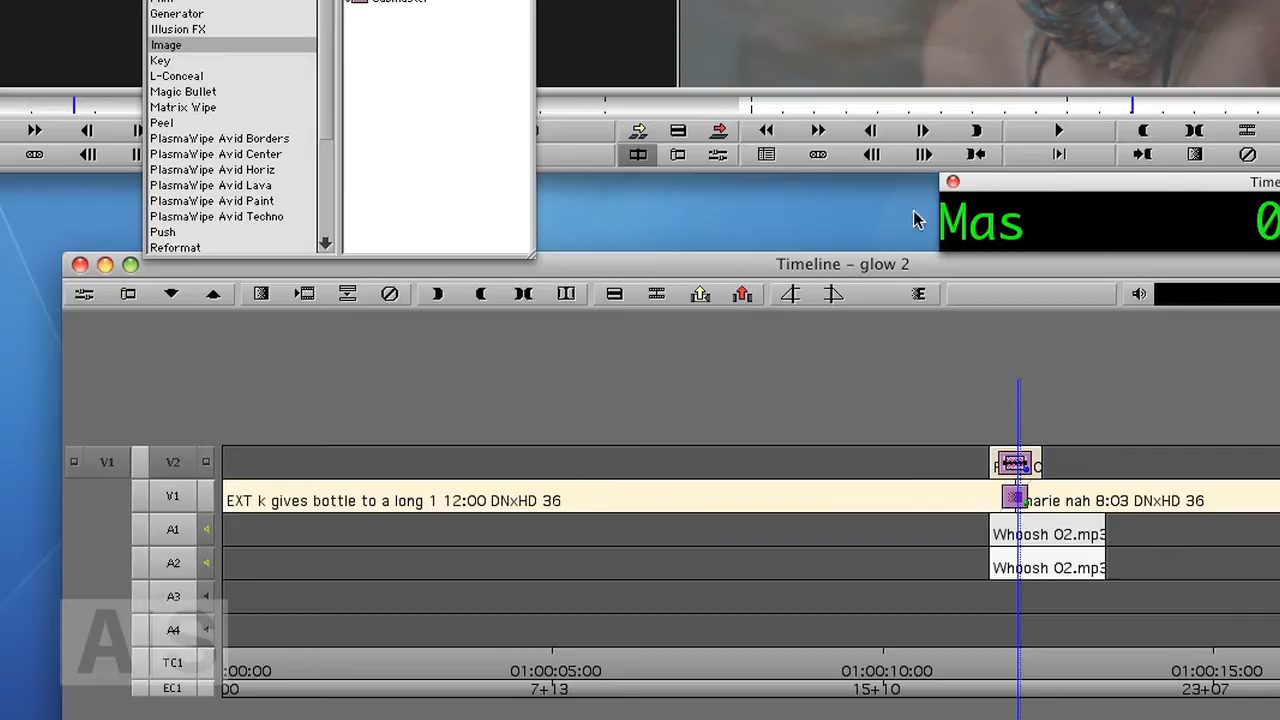 Generator
Illusion FX
Image
Key
L-Conceal
Magic Bullet
Matrix Wipe
Peel
PlasmaWipe Avid Borders
PlasmaWipe Avid Center
PlasmaWipe Avid Horiz
PlasmaWipe Avid Lava
PlasmaWipe Avid Paint
PlasmaWipe Avid Techno
Push
Reformat
Time
Mas 0
Timeline - glow 2
V1 V2
V1 EXT k gives bottle to a long 1 12:00 DNxHD 36 marie nah 8:03 DNxHD 36
A1 Whoosh 02.mp3
A2 Whoosh 02.mp3
A3
A4
A S
TC1 :00:00 01:00:05:00 01:00:10:00 01:00:15:00
EC1 00 7+13 15+10 23+07